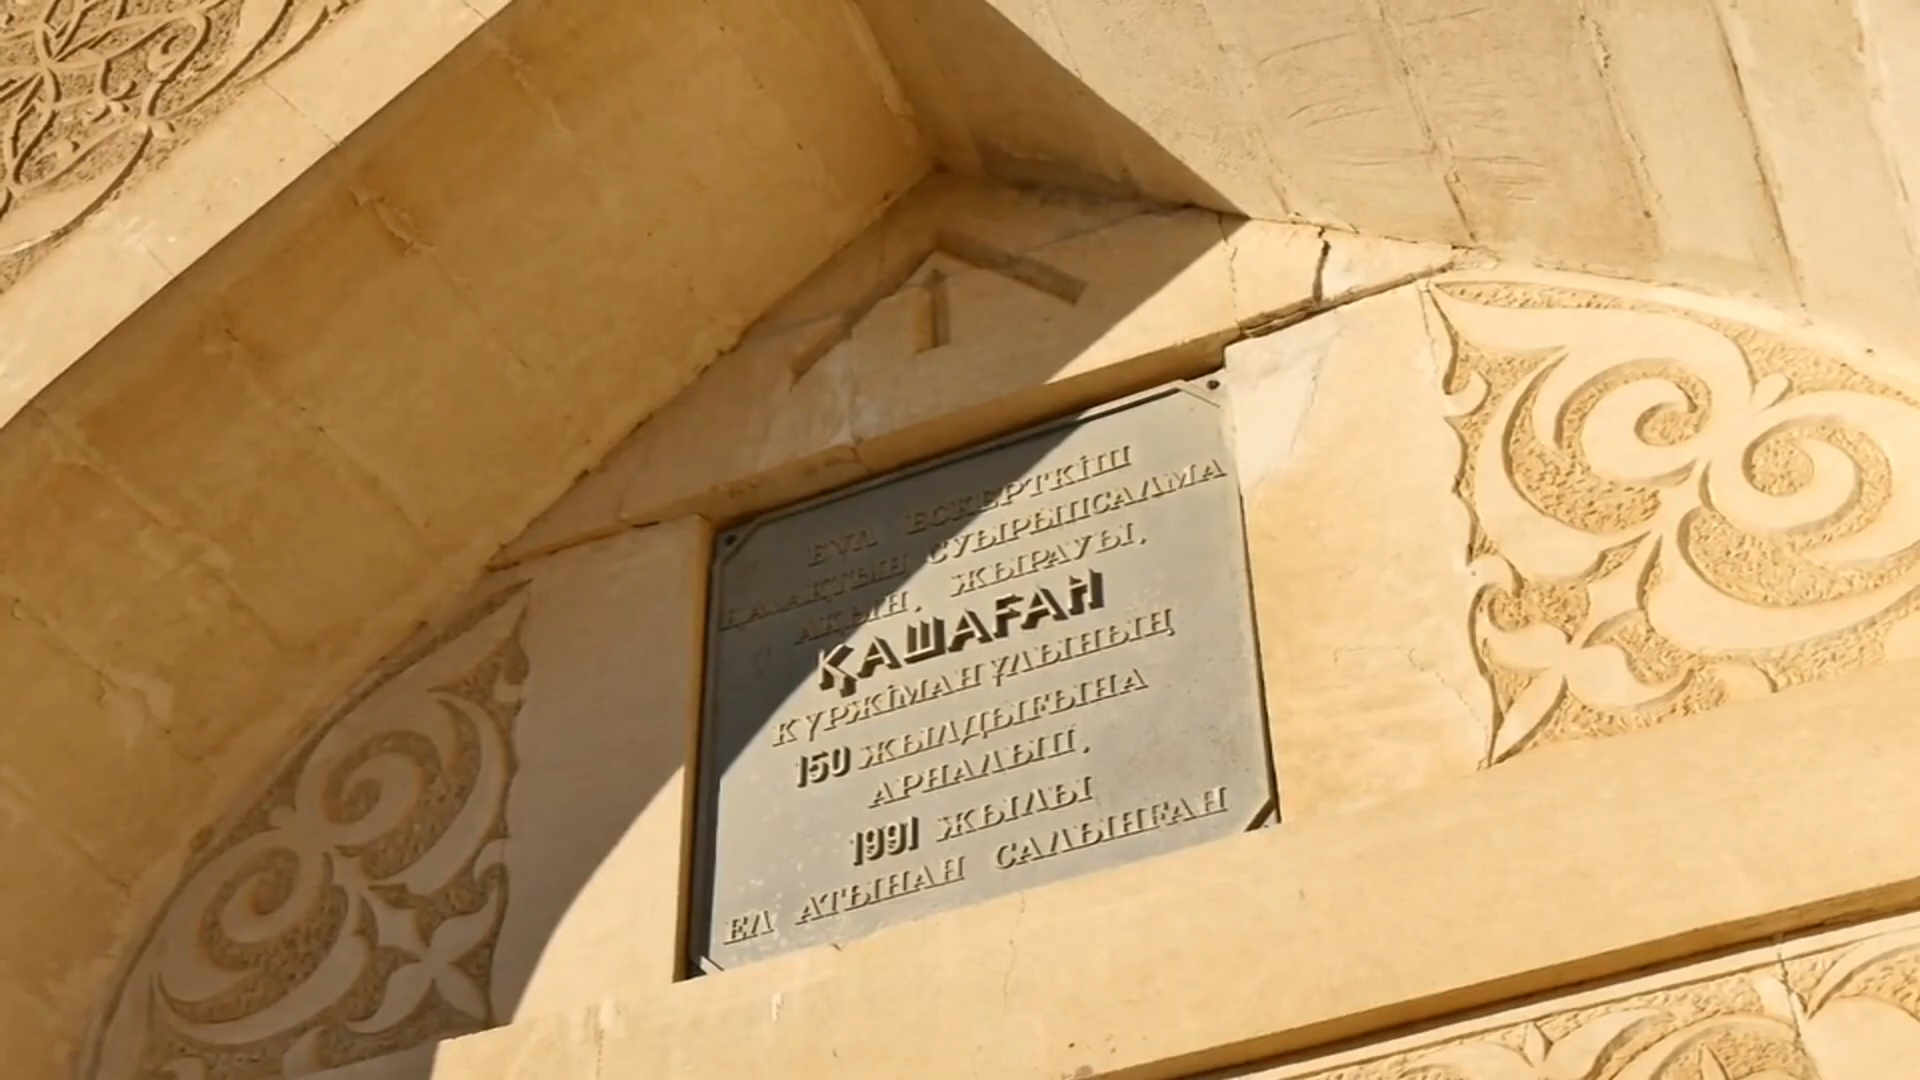 БҰЛ ЕСКЕРТКІШ
ҚАЗАҚТЫҢ СУЫРЫПСАЛМА
АҚЫН, ЖЫРАУЫ,
ҚАШАҒАН
КҮРЖІМАНҰЛЫНЫҢ
150 ЖЫЛДЫҒЫНА
АРНАЛЫП,
1991 ЖЫЛЫ
ЕЛ АТЫНАН САЛЫНҒАН